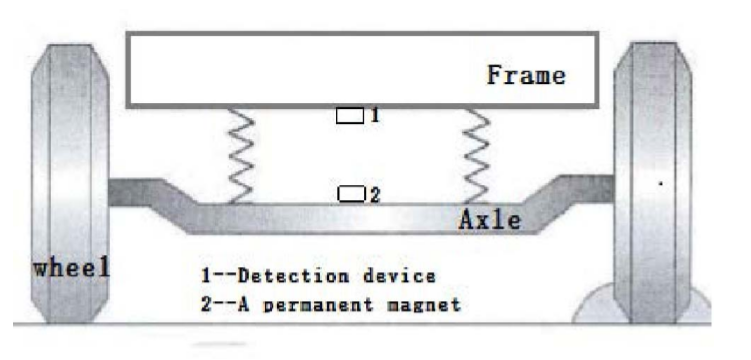 Frame
1
2
Axle
wheel
1--Detection device
2--A permanent magnet